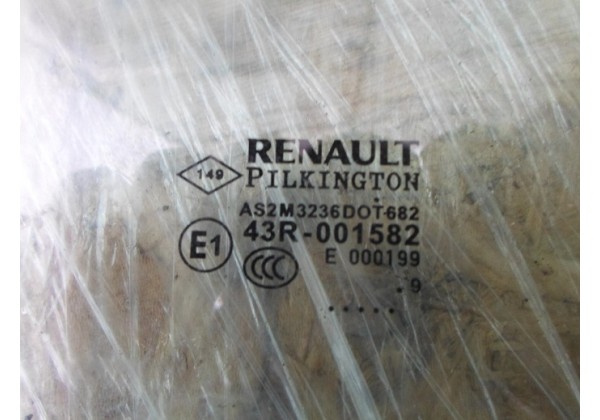 RENAULT
149 PILKINGTON
AS2M3236DOT682
E1 43R-001582
CCC E 000199
. 9
.....